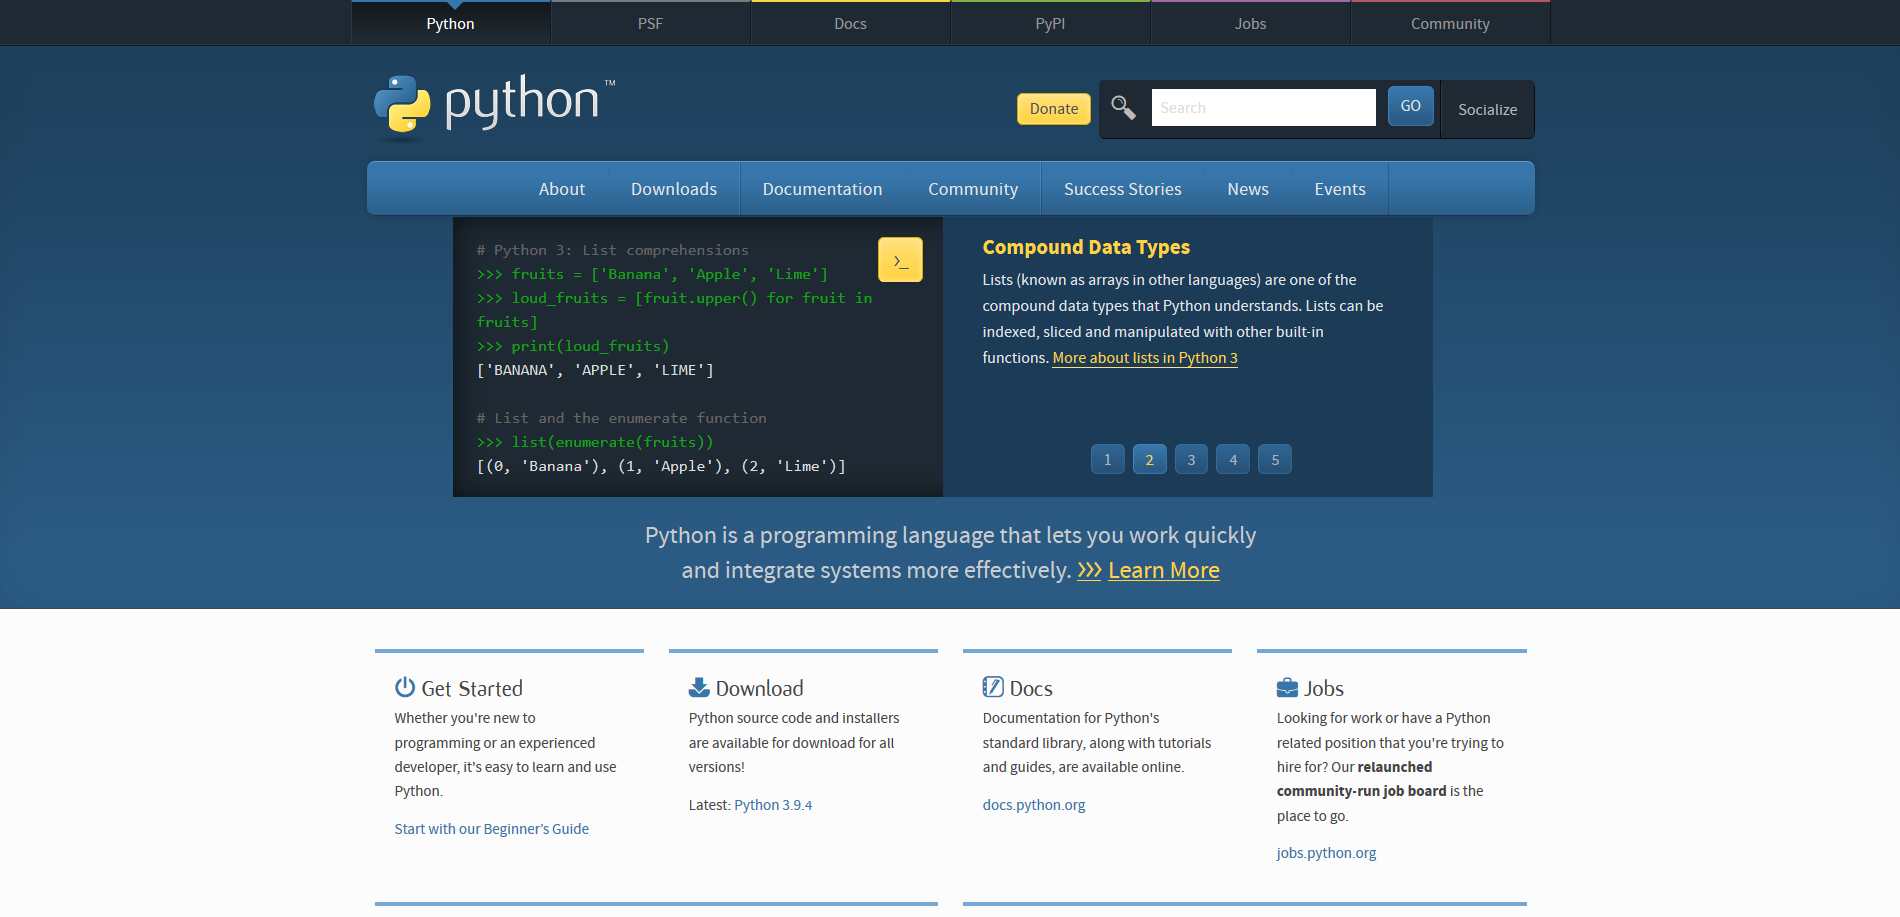 Python
PSF
Docs
PyPI
Jobs
Community
python™
Donate
Search
GO
Socialize
About
Downloads
Documentation
Community
Success Stories
News
Events
# Python 3: List comprehensions
>>> fruits = ['Banana', 'Apple', 'Lime']
>>> loud_fruits = [fruit.upper() for fruit in
fruits]
>>> print(loud_fruits)
['BANANA', 'APPLE', 'LIME']
# List and the enumerate function
>>> list(enumerate(fruits))
[(0, 'Banana'), (1, 'Apple'), (2, 'Lime')]
>_
Compound Data Types
Lists (known as arrays in other languages) are one of the
compound data types that Python understands. Lists can be
indexed, sliced and manipulated with other built-in
functions. More about lists in Python 3
1
2
3
4
5
Python is a programming language that lets you work quickly
and integrate systems more effectively. >>> Learn More
Get Started
Whether you're new to
programming or an experienced
developer, it's easy to learn and use
Python.
Start with our Beginner’s Guide
Download
Python source code and installers
are available for download for all
versions!
Latest: Python 3.9.4
Docs
Documentation for Python's
standard library, along with tutorials
and guides, are available online.
docs.python.org
Jobs
Looking for work or have a Python
related position that you're trying to
hire for? Our relaunched
community-run job board is the
place to go.
jobs.python.org